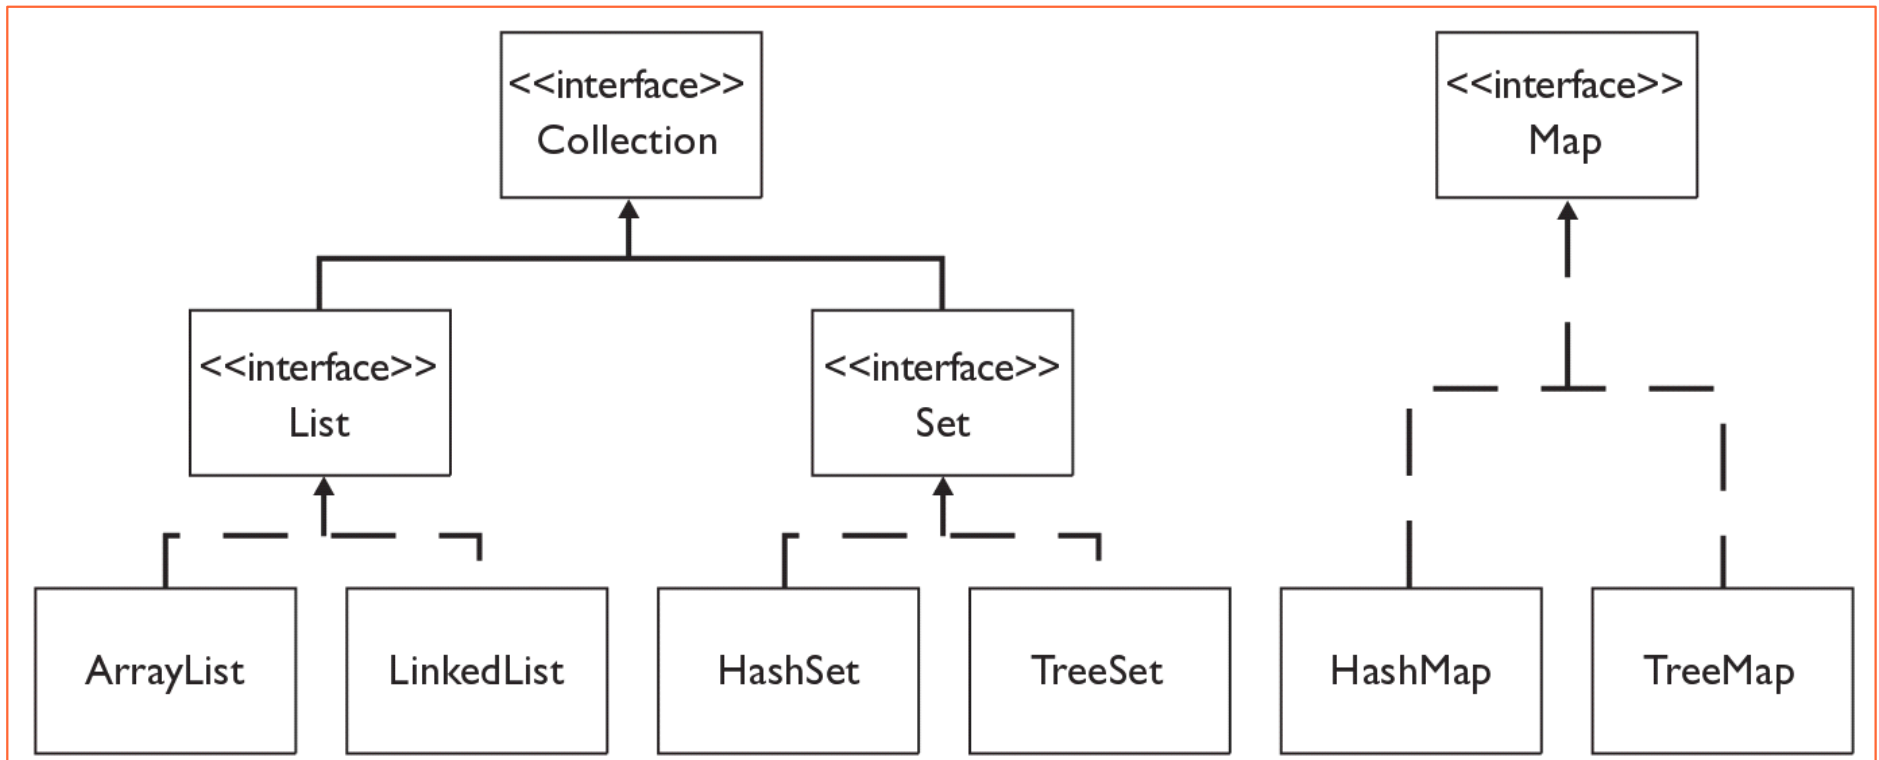 <<interface>>
Collection
<<interface>>
Map
<<interface>>
List
<<interface>>
Set
ArrayList
LinkedList
HashSet
TreeSet
HashMap
TreeMap